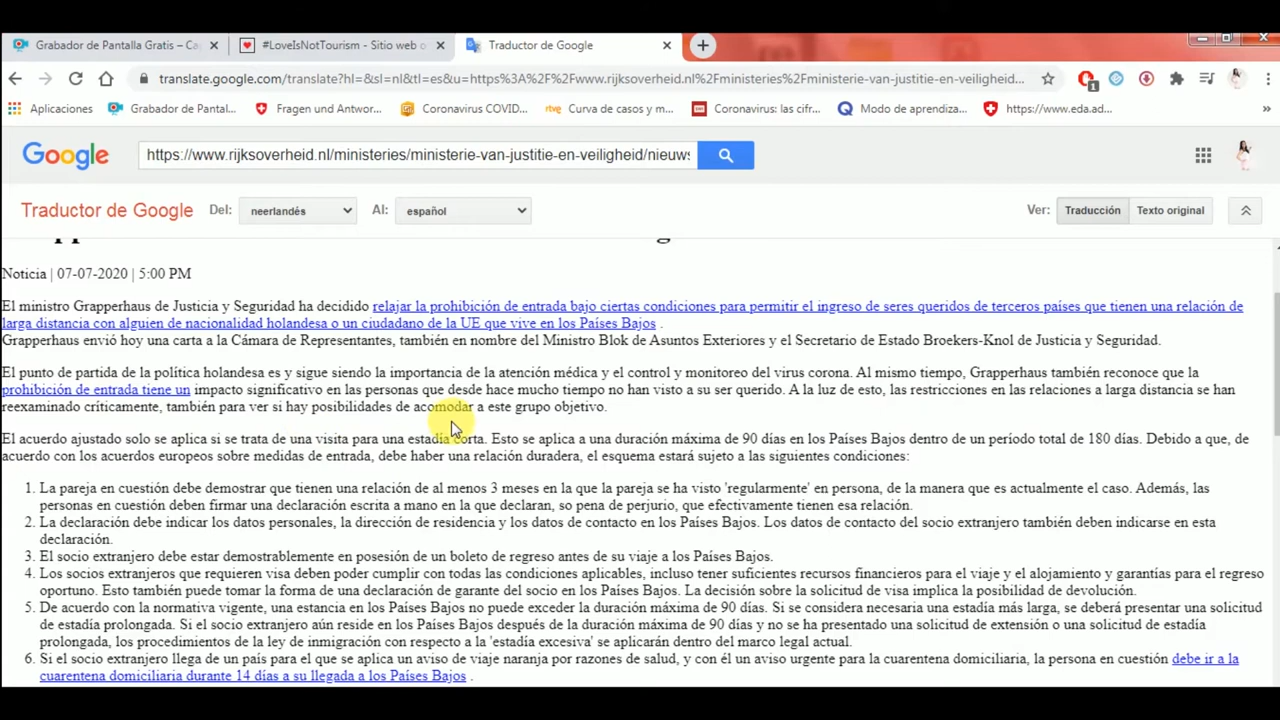 Grabador de Pantalla Gratis – Ca
#LoveIsNotTourism - Sitio web o
Traductor de Google
translate.google.com/translate?hl=&sl=nl&tl=es&u=https%3A%2F%2Fwww.rijksoverheid.nl%2Fministeries%2Fministerie-van-justitie-en-veiligheid...
1
Aplicaciones
Grabador de Pantal...
Fragen und Antwor...
Coronavirus COVID...
rtve Curva de casos y m...
Coronavirus: las cifr...
Modo de aprendiza...
https://www.eda.ad...
»
Google
https://www.rijksoverheid.nl/ministeries/ministerie-van-justitie-en-veiligheid/nieuws
Traductor de Google
Del: neerlandés
Al: español
Ver: Traducción Texto original
Noticia | 07-07-2020 | 5:00 PM
El ministro Grapperhaus de Justicia y Seguridad ha decidido relajar la prohibición de entrada bajo ciertas condiciones para permitir el ingreso de seres queridos de terceros países que tienen una relación de
larga distancia con alguien de nacionalidad holandesa o un ciudadano de la UE que vive en los Países Bajos .
Grapperhaus envió hoy una carta a la Cámara de Representantes, también en nombre del Ministro Blok de Asuntos Exteriores y el Secretario de Estado Broekers-Knol de Justicia y Seguridad.
El punto de partida de la política holandesa es y sigue siendo la importancia de la atención médica y el control y monitoreo del virus corona. Al mismo tiempo, Grapperhaus también reconoce que la
prohibición de entrada tiene un impacto significativo en las personas que desde hace mucho tiempo no han visto a su ser querido. A la luz de esto, las restricciones en las relaciones a larga distancia se han
reexaminado críticamente, también para ver si hay posibilidades de acomodar a este grupo objetivo.
El acuerdo ajustado solo se aplica si se trata de una visita para una estadía corta. Esto se aplica a una duración máxima de 90 días en los Países Bajos dentro de un período total de 180 días. Debido a que, de
acuerdo con los acuerdos europeos sobre medidas de entrada, debe haber una relación duradera, el esquema estará sujeto a las siguientes condiciones:
1. La pareja en cuestión debe demostrar que tienen una relación de al menos 3 meses en la que la pareja se ha visto 'regularmente' en persona, de la manera que es actualmente el caso. Además, las
personas en cuestión deben firmar una declaración escrita a mano en la que declaran, so pena de perjurio, que efectivamente tienen esa relación.
2. La declaración debe indicar los datos personales, la dirección de residencia y los datos de contacto en los Países Bajos. Los datos de contacto del socio extranjero también deben indicarse en esta
declaración.
3. El socio extranjero debe estar demostrablemente en posesión de un boleto de regreso antes de su viaje a los Países Bajos.
4. Los socios extranjeros que requieren visa deben poder cumplir con todas las condiciones aplicables, incluso tener suficientes recursos financieros para el viaje y el alojamiento y garantías para el regreso
oportuno. Esto también puede tomar la forma de una declaración de garante del socio en los Países Bajos. La decisión sobre la solicitud de visa implica la posibilidad de devolución.
5. De acuerdo con la normativa vigente, una estancia en los Países Bajos no puede exceder la duración máxima de 90 días. Si se considera necesaria una estadía más larga, se deberá presentar una solicitud
de estadía prolongada. Si el socio extranjero aún reside en los Países Bajos después de la duración máxima de 90 días y no se ha presentado una solicitud de extensión o una solicitud de estadía
prolongada, los procedimientos de la ley de inmigración con respecto a la 'estadía excesiva' se aplicarán dentro del marco legal actual.
6. Si el socio extranjero llega de un país para el que se aplica un aviso de viaje naranja por razones de salud, y con él un aviso urgente para la cuarentena domiciliaria, la persona en cuestión debe ir a la
cuarentena domiciliaria durante 14 días a su llegada a los Países Bajos .